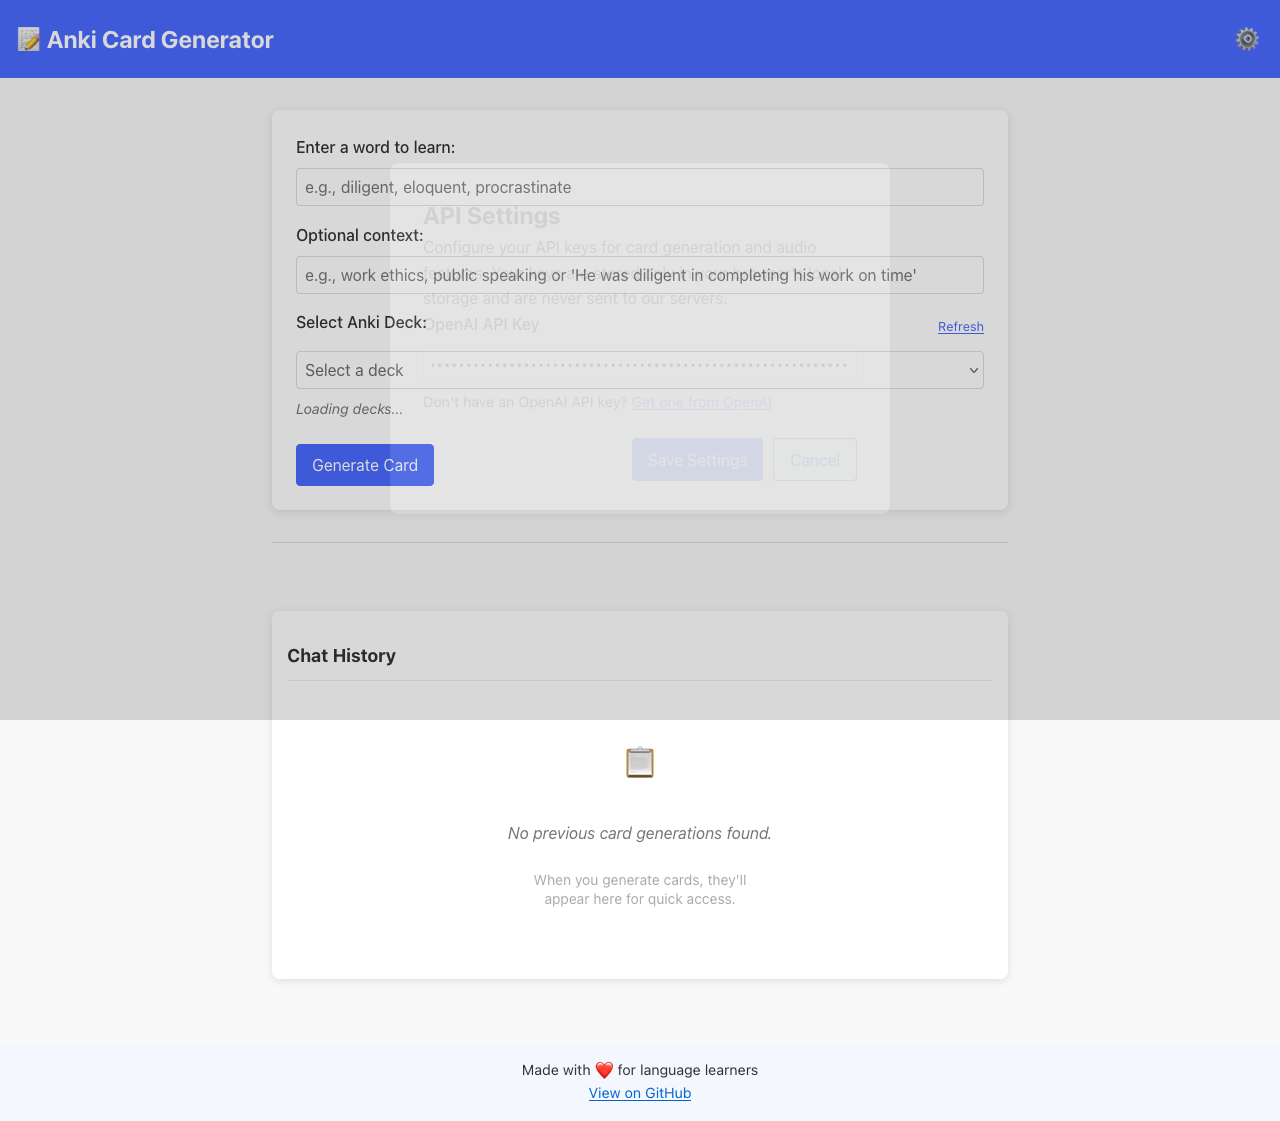 Anki Card Generator
Enter a word to learn:
e.g., diligent, eloquent, procrastinate
API Settings
Optional context:
Configure your API keys for card generation and audio
e.g., work ethics, public speaking or 'He was diligent in completing his work on time'
storage and are never sent to our servers.
Select Anki Deck:
OpenAI API Key
Refresh
Select a deck
Loading decks...
Don't have an OpenAI API key? Get one from OpenAI
Generate Card
Save Settings
Cancel
Chat History
No previous card generations found.
When you generate cards, they'll
appear here for quick access.
Made with ❤️ for language learners
View on GitHub